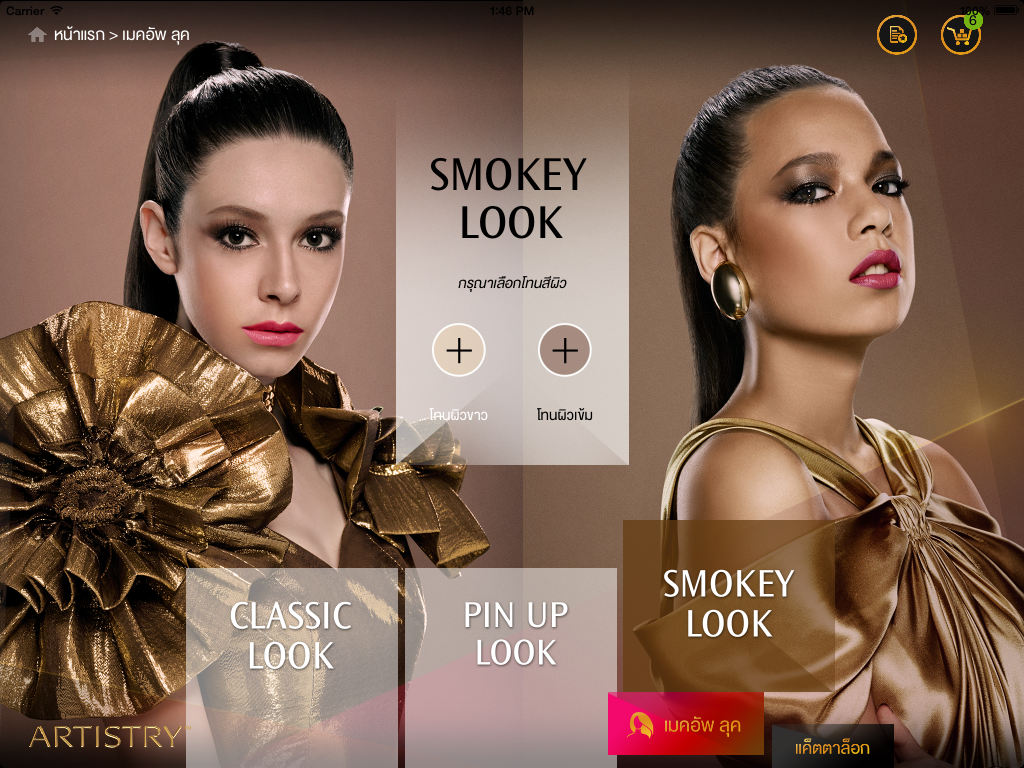 Carrier
1:46 PM
100%
หน้าแรก > เมคอัพ ลุค
6
SMOKEY
LOOK
กรุณาเลือกโทนสีผิว
โทนผิวขาว
โทนผิวเข้ม
CLASSIC
LOOK
PIN UP
LOOK
SMOKEY
LOOK
ARTISTRY™
เมคอัพ ลุค
แค็ตตาล็อก